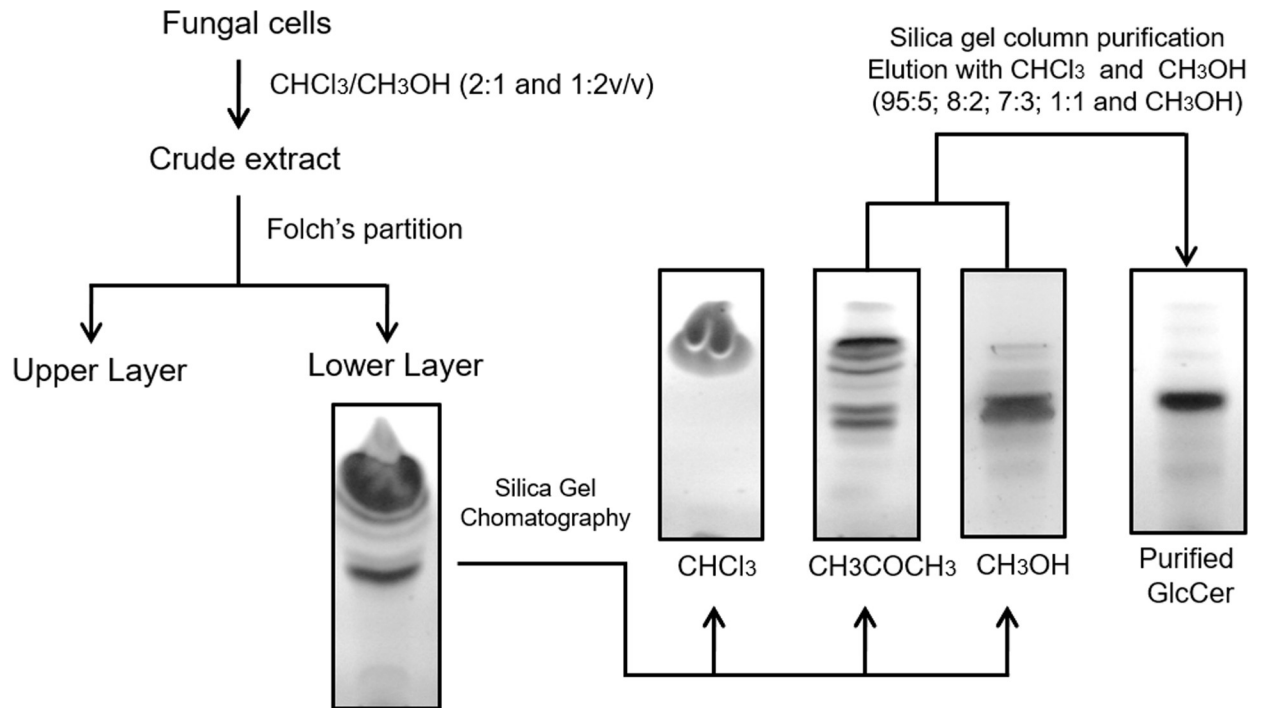 Fungal cells
CHCl3/CH3OH (2:1 and 1:2v/v)
Crude extract
Folch's partition
Upper Layer
Lower Layer
Silica Gel
Chomatography
CHCl3
CH3COCH3
CH3OH
Silica gel column purification
Elution with CHCl3 and CH3OH
(95:5; 8:2; 7:3; 1:1 and CH3OH)
Purified
GlcCer